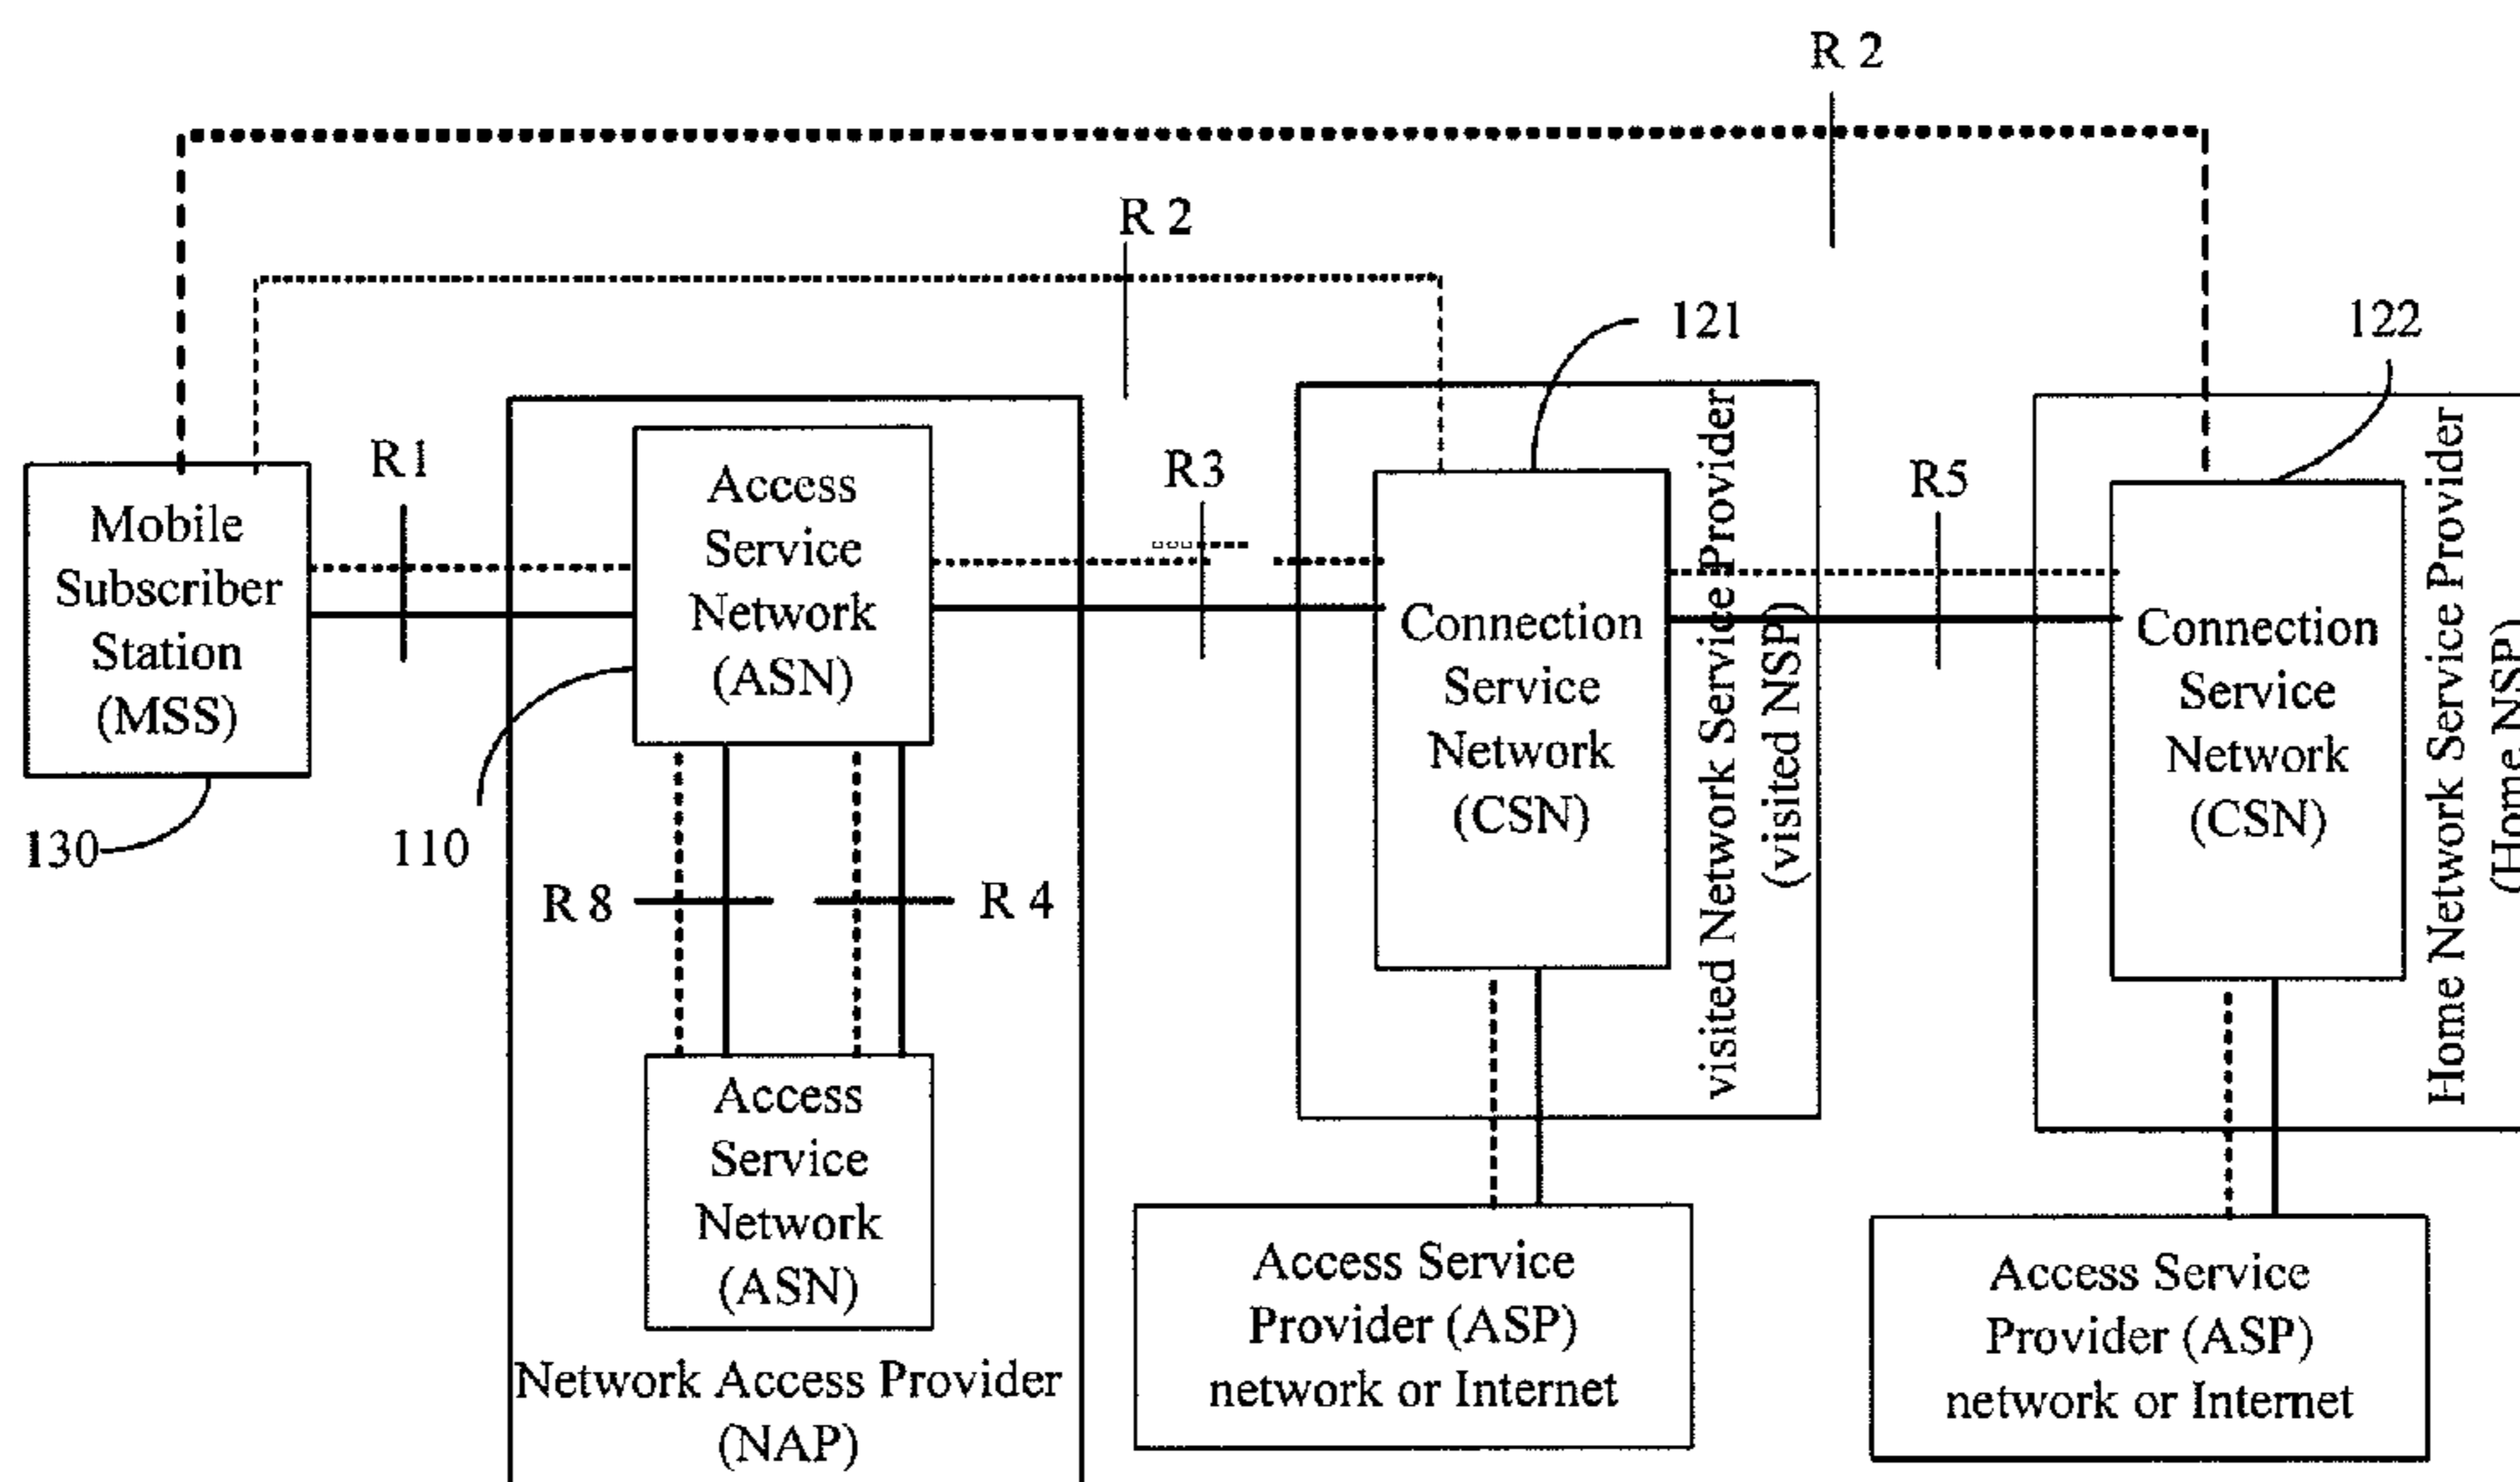 R 2
R 2
121
122
R1
R3
R5
Mobile
Subscriber
Station
(MSS)
130
Access
Service
Network
(ASN)
110
R 8
R 4
Access
Service
Network
(ASN)
Network Access Provider
(NAP)
Connection
Service
Network
(CSN)
visited Network Service Provider
(visited NSP)
Connection
Service
Network
(CSN)
Home Network Service Provider
(Home NSP)
Access Service
Provider (ASP)
network or Internet
Access Service
Provider (ASP)
network or Internet